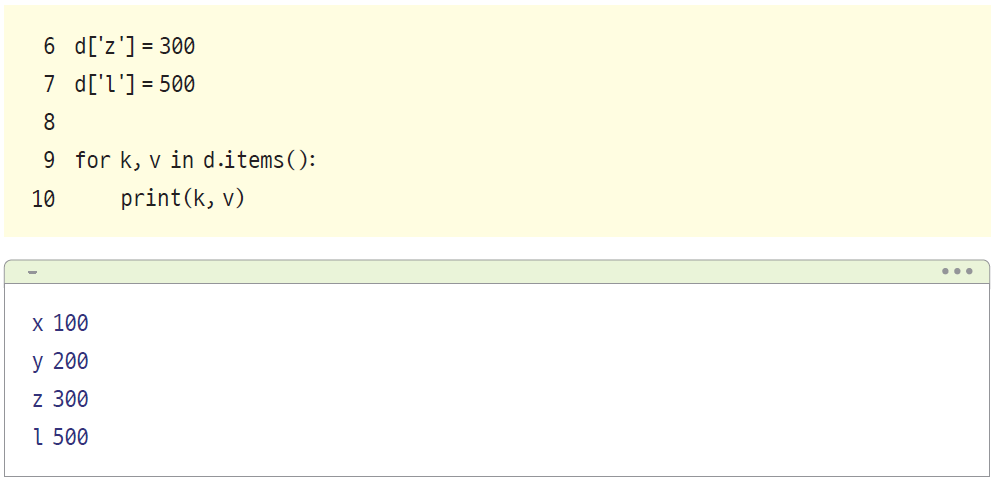 6 d['z'] = 300
7 d['l'] = 500
8
9 for k, v in d.items():
10     print(k, v)
x 100
y 200
z 300
l 500